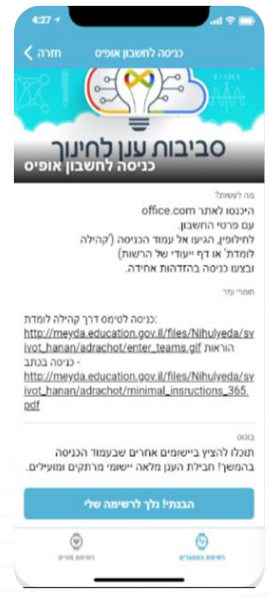 4:27
חזרה
כניסה לחשבון אופיס
סביבות ענן לחינוך
כניסה לחשבון אופיס
מה לעשות?
היכנסו לאתר office.com
עם פרטי החשבון.
לחילופין, הגיעו אל עמוד הכניסה ('קהילה
לומדת' או דף ייעודי של הרשות)
ובצעו כניסה בהזדהות אחידה.
חומרי עזר
כניסה לטימס דרך קהילה לומדת:
http://meyda.education.gov.il/files/Nihulyeda/sv
ivot_hanan/adrachot/enter_teams.gif הוראות
כניסה בכתב -
http://meyda.education.gov.il/files/Nihulyeda/sv
ivot_hanan/adrachot/minimal_insructions_365.
pdf
בונוס
תוכלו להציץ ביישומים אחרים שבעמוד הכניסה
בהמשך! חבילת הענן מלאה יישומי מרתקים ומועילים.
הבנתי! נלך לרשימה שלי
רשימת המסגרים
רשימת מורים